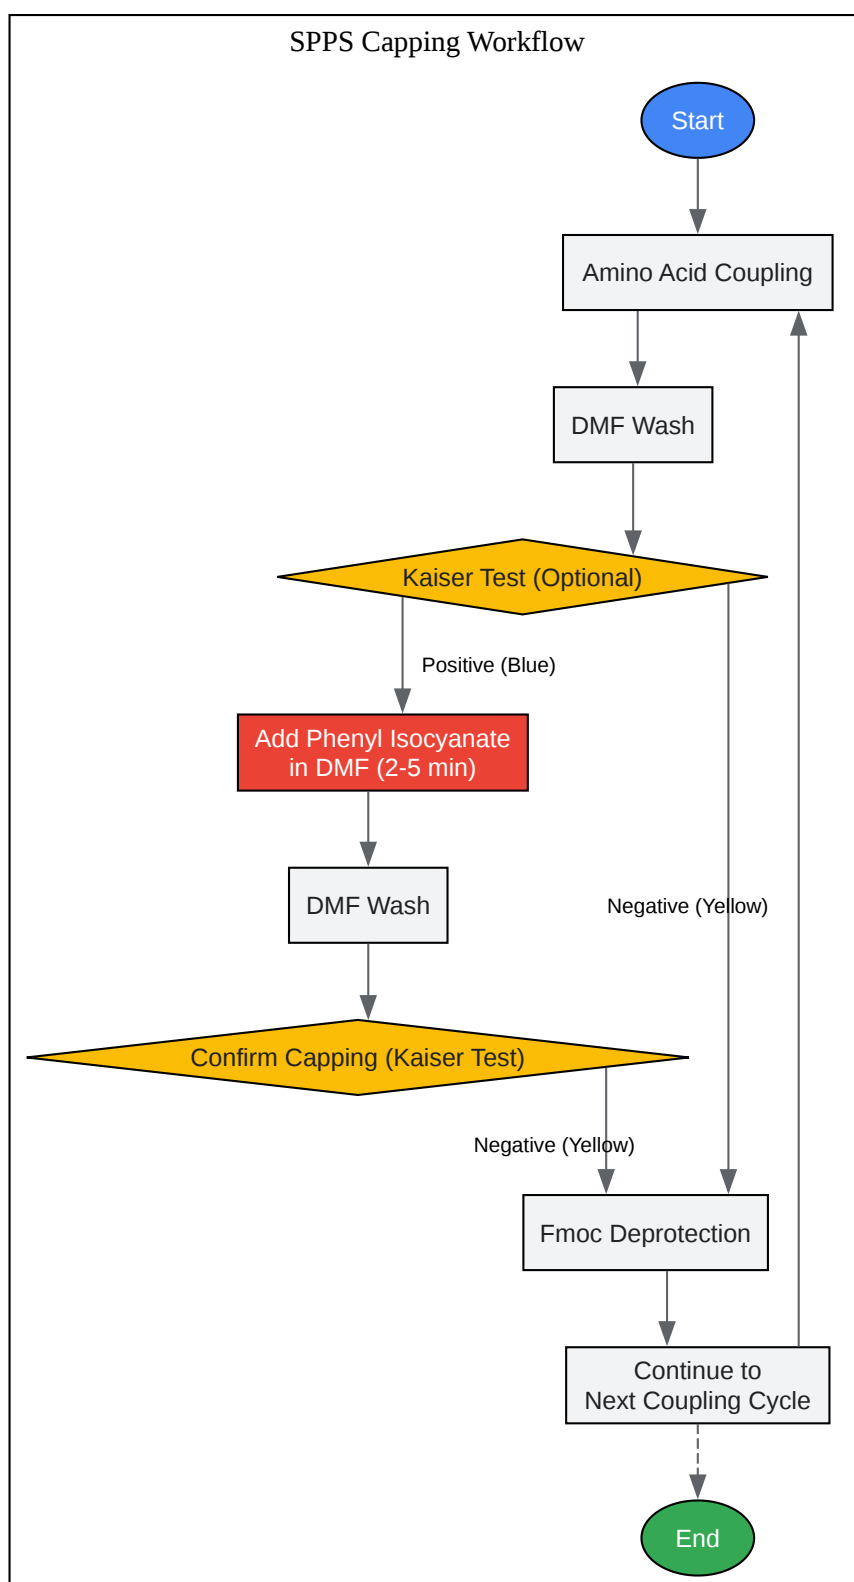 SPPS Capping Workflow
Start
Amino Acid Coupling
DMF Wash
Kaiser Test (Optional)
Positive (Blue)
Add Phenyl Isocyanate
in DMF (2-5 min)
DMF Wash
Negative (Yellow)
Confirm Capping (Kaiser Test)
Negative (Yellow)
Fmoc Deprotection
Continue to
Next Coupling Cycle
End